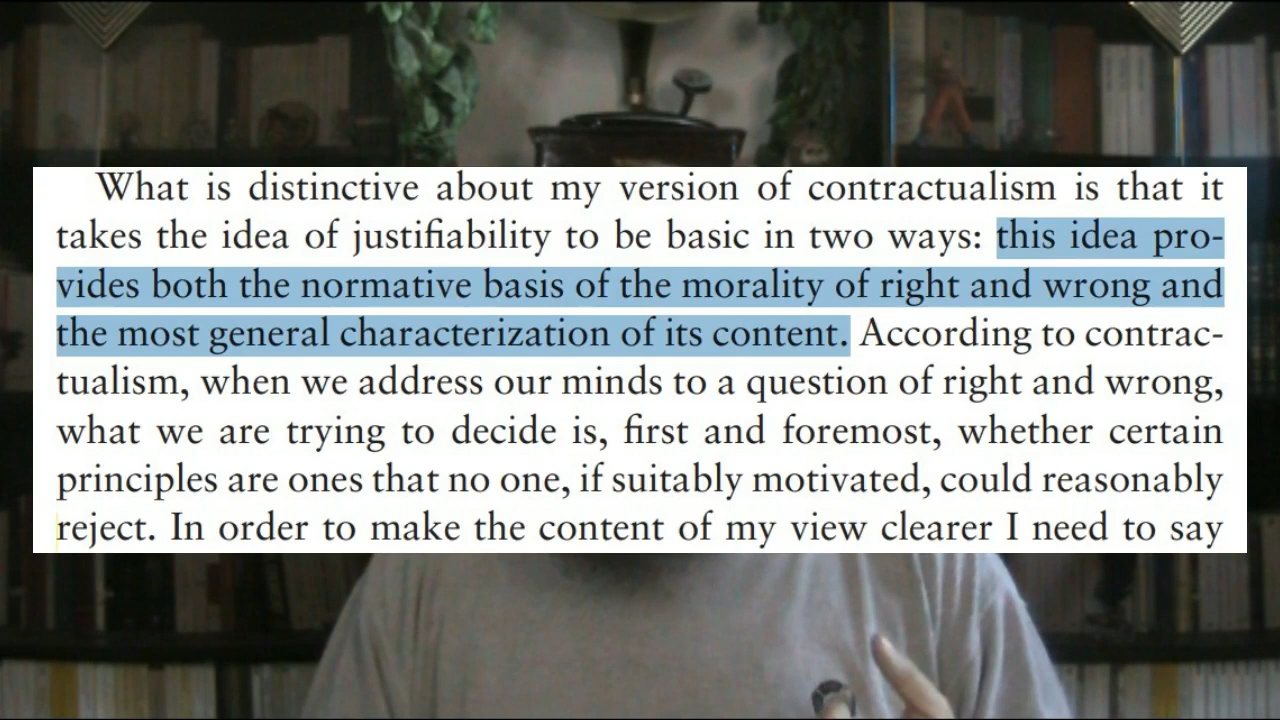 What is distinctive about my version of contractualism is that it
takes the idea of justifiability to be basic in two ways: this idea pro-
vides both the normative basis of the morality of right and wrong and
the most general characterization of its content. According to contrac-
tualism, when we address our minds to a question of right and wrong,
what we are trying to decide is, first and foremost, whether certain
principles are ones that no one, if suitably motivated, could reasonably
reject. In order to make the content of my view clearer I need to say